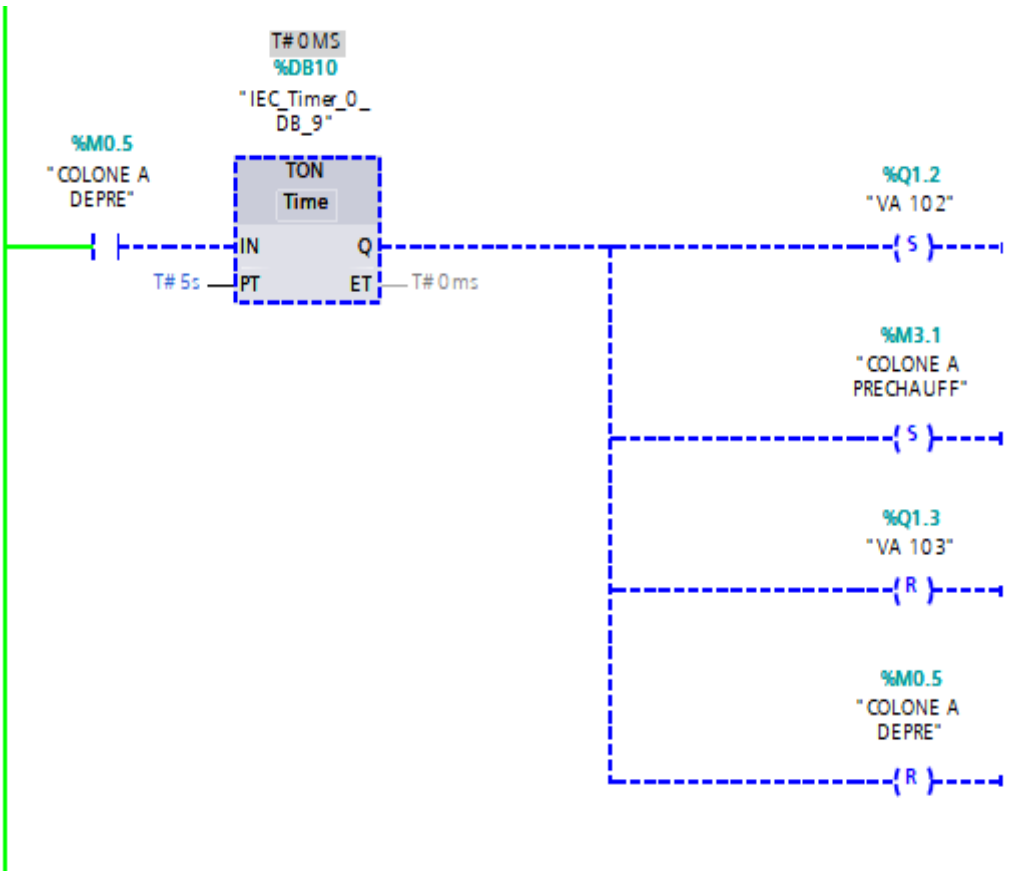 T#0MS
%DB10
"IEC_Timer_0_
DB_9"
%M0.5
"COLONE A
DEPRE"
TON
Time
IN
Q
T#5s
PT
ET
T#0ms
%Q1.2
"VA 102"
S
%M3.1
"COLONE A
PRECHAUFF"
S
%Q1.3
"VA 103"
R
%M0.5
"COLONE A
DEPRE"
R